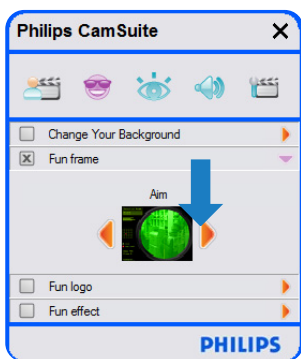 Philips CamSuite
Change Your Background
Fun frame
Aim
Fun logo
Fun effect
PHILIPS